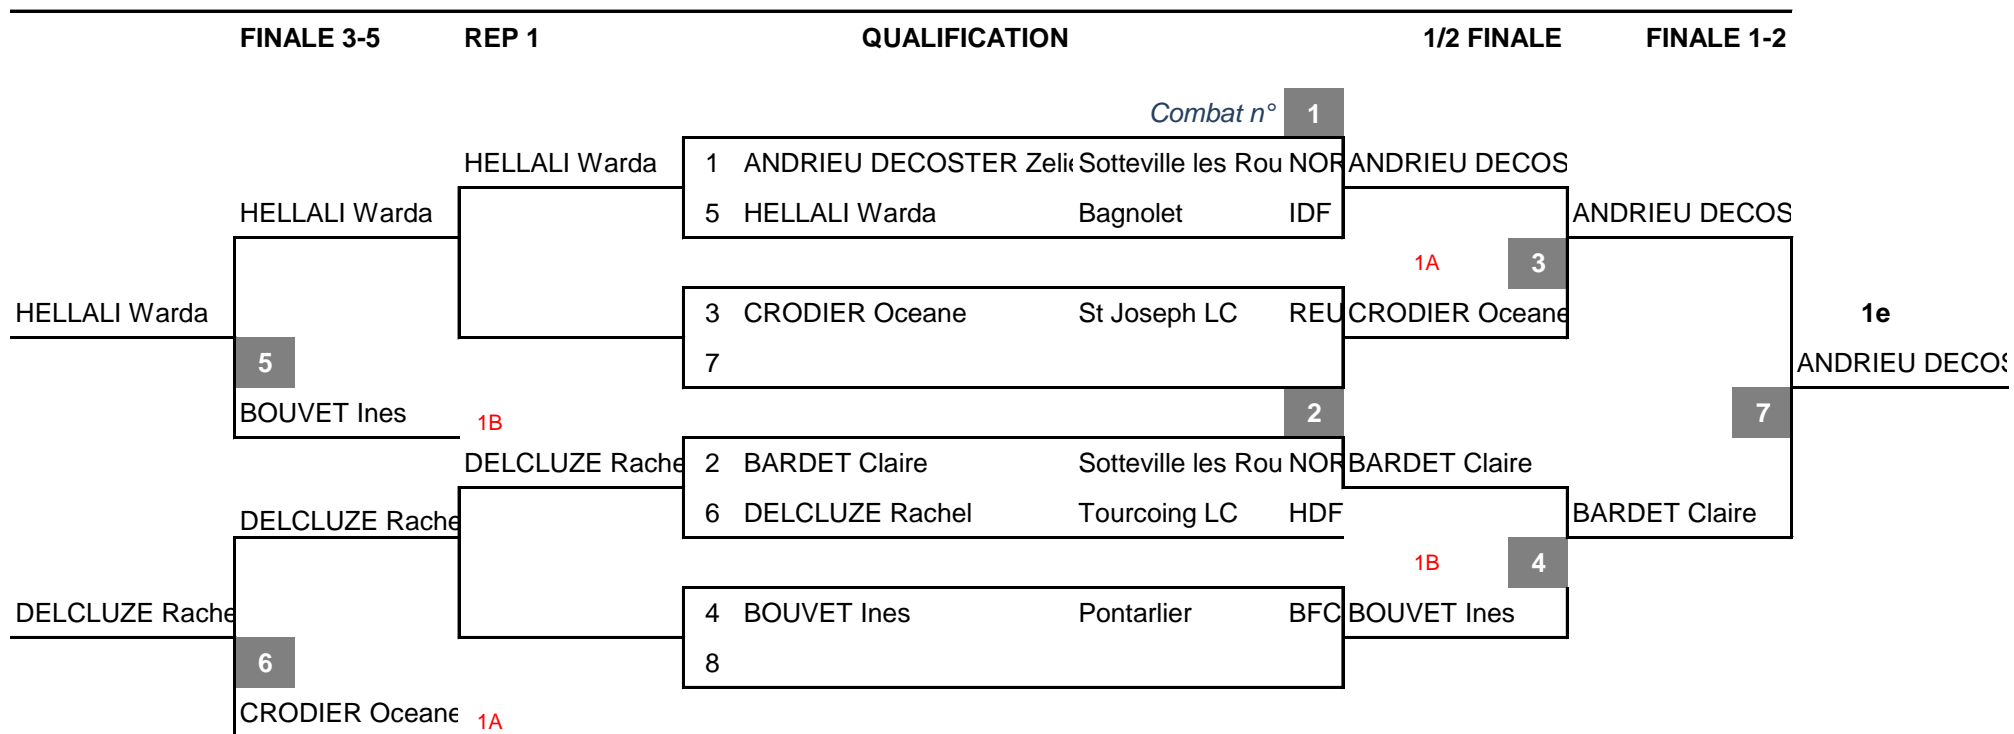 FINALE 3-5 REP 1 QUALIFICATION 1/2 FINALE FINALE 1-2
Combat n° 1
HELLALI Warda 1 ANDRIEU DECOSTER Zelie Sotteville les Rou NOR ANDRIEU DECOS
HELLALI Warda 5 HELLALI Warda Bagnolet IDF ANDRIEU DECOS
1A 3
HELLALI Warda 3 CRODIER Oceane St Joseph LC REU CRODIER Oceane 1e
5 7 ANDRIEU DECOS
BOUVET Ines 1B 2 7
DELCLUZE Rache 2 BARDET Claire Sotteville les Rou NOR BARDET Claire
DELCLUZE Rache 6 DELCLUZE Rachel Tourcoing LC HDF BARDET Claire
1B 4
DELCLUZE Rache 4 BOUVET Ines Pontarlier BFC BOUVET Ines
6 8
CRODIER Oceane 1A